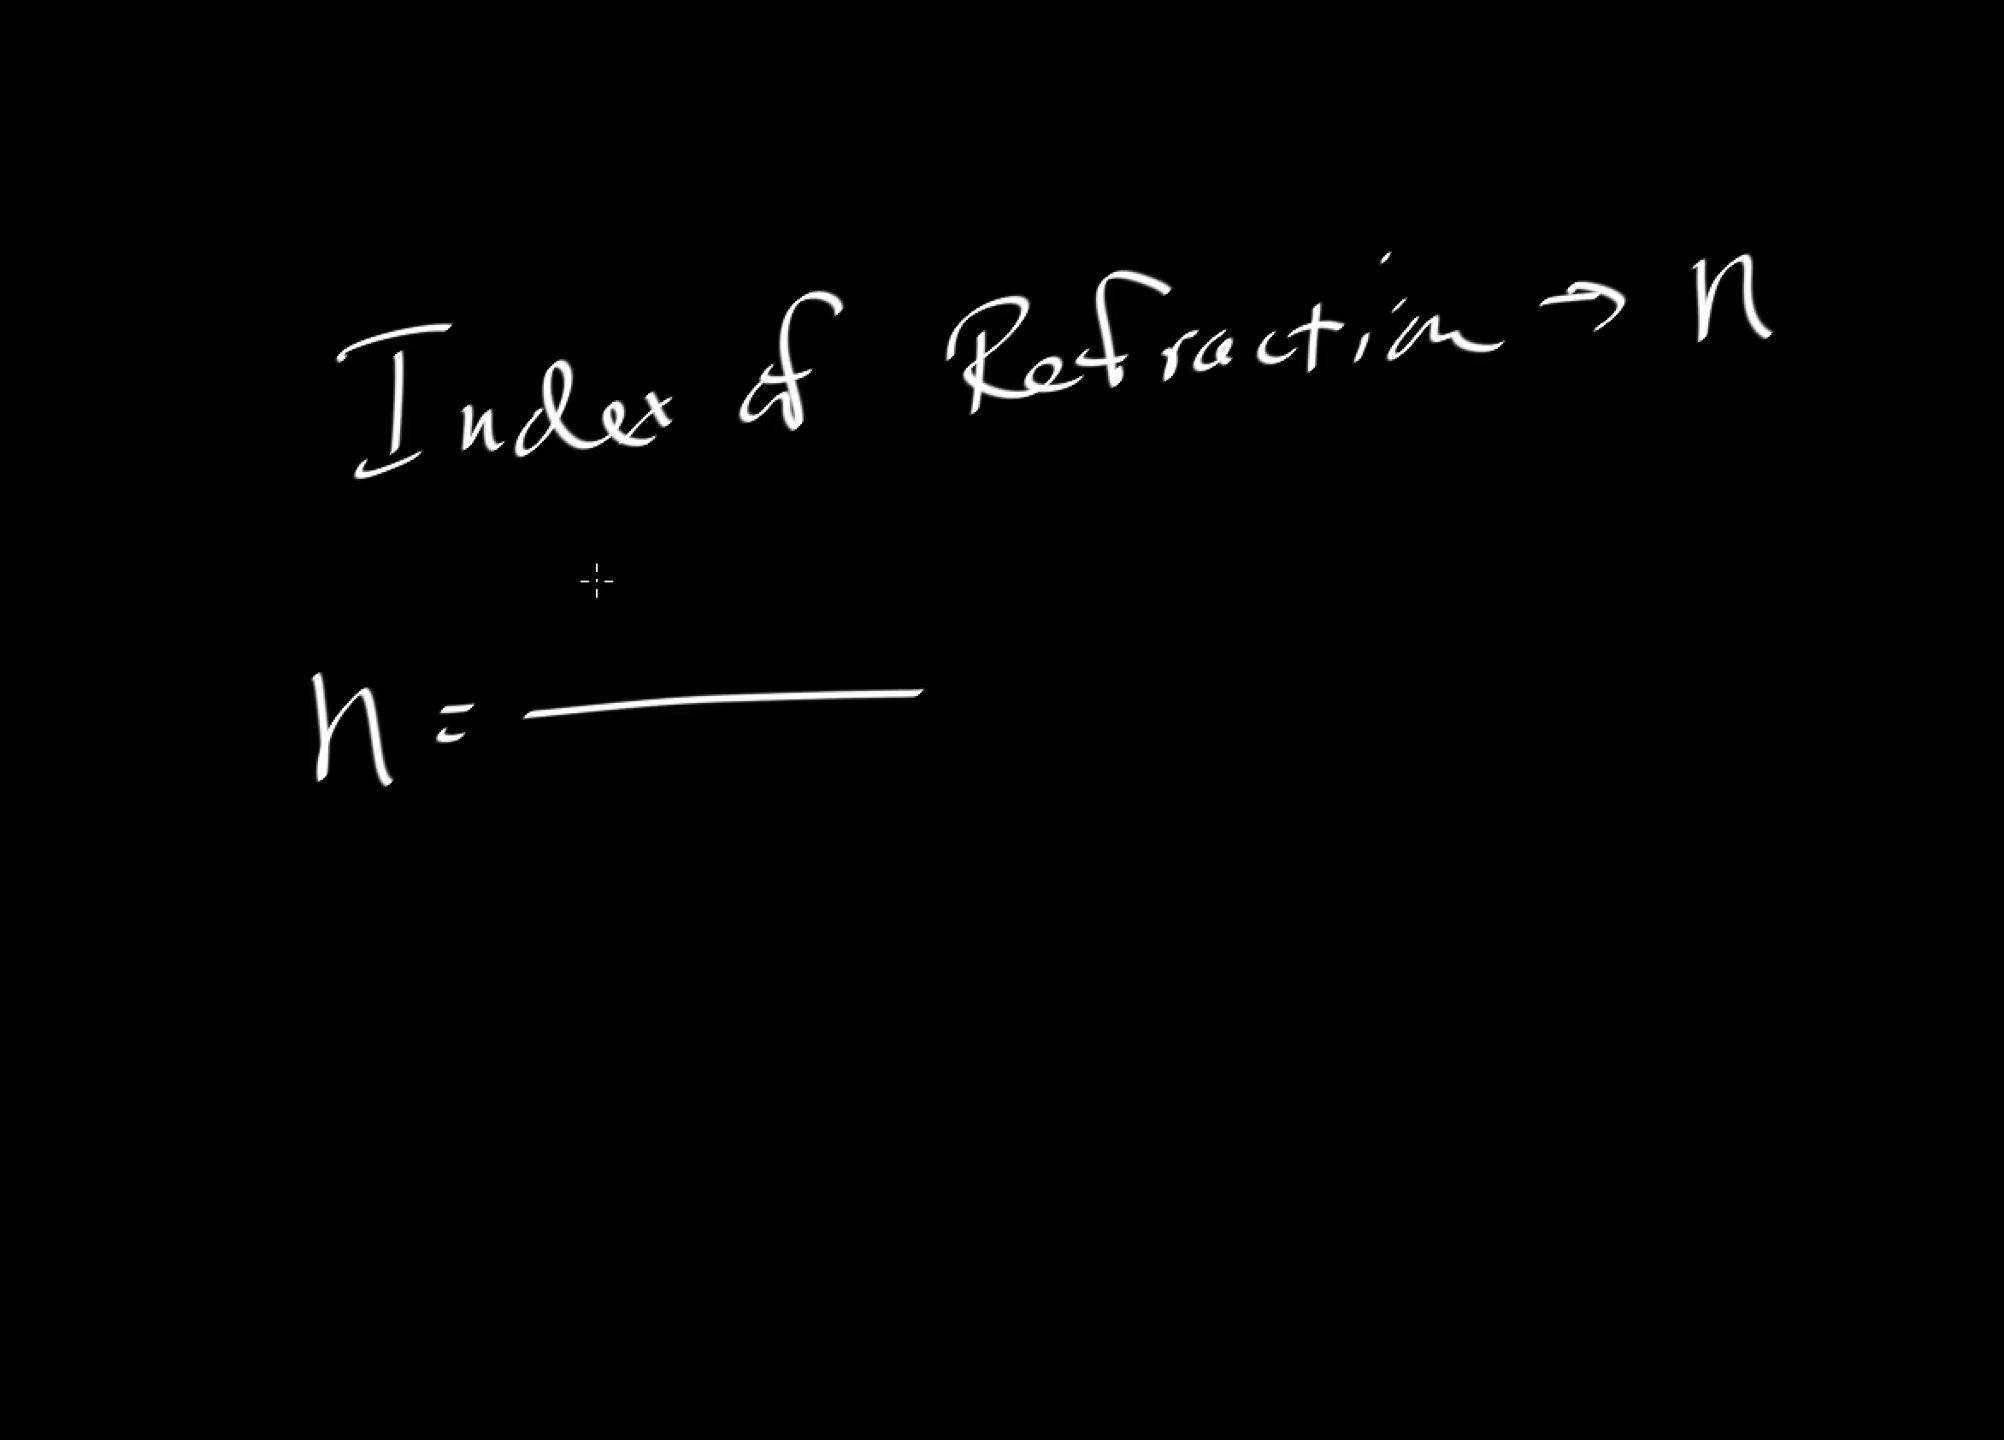 Index of Refraction → n
n =